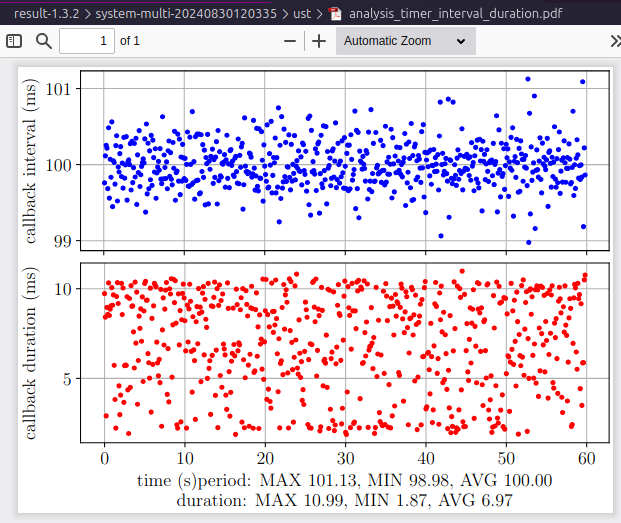 result-1.3.2 > system-multi-20240830120335 > ust > analysis_timer_interval_duration.pdf
1 of 1 Automatic Zoom
callback interval (ms)
101
100
99
callback duration (ms)
10
5
0 10 20 30 40 50 60
time (s)period: MAX 101.13, MIN 98.98, AVG 100.00
duration: MAX 10.99, MIN 1.87, AVG 6.97